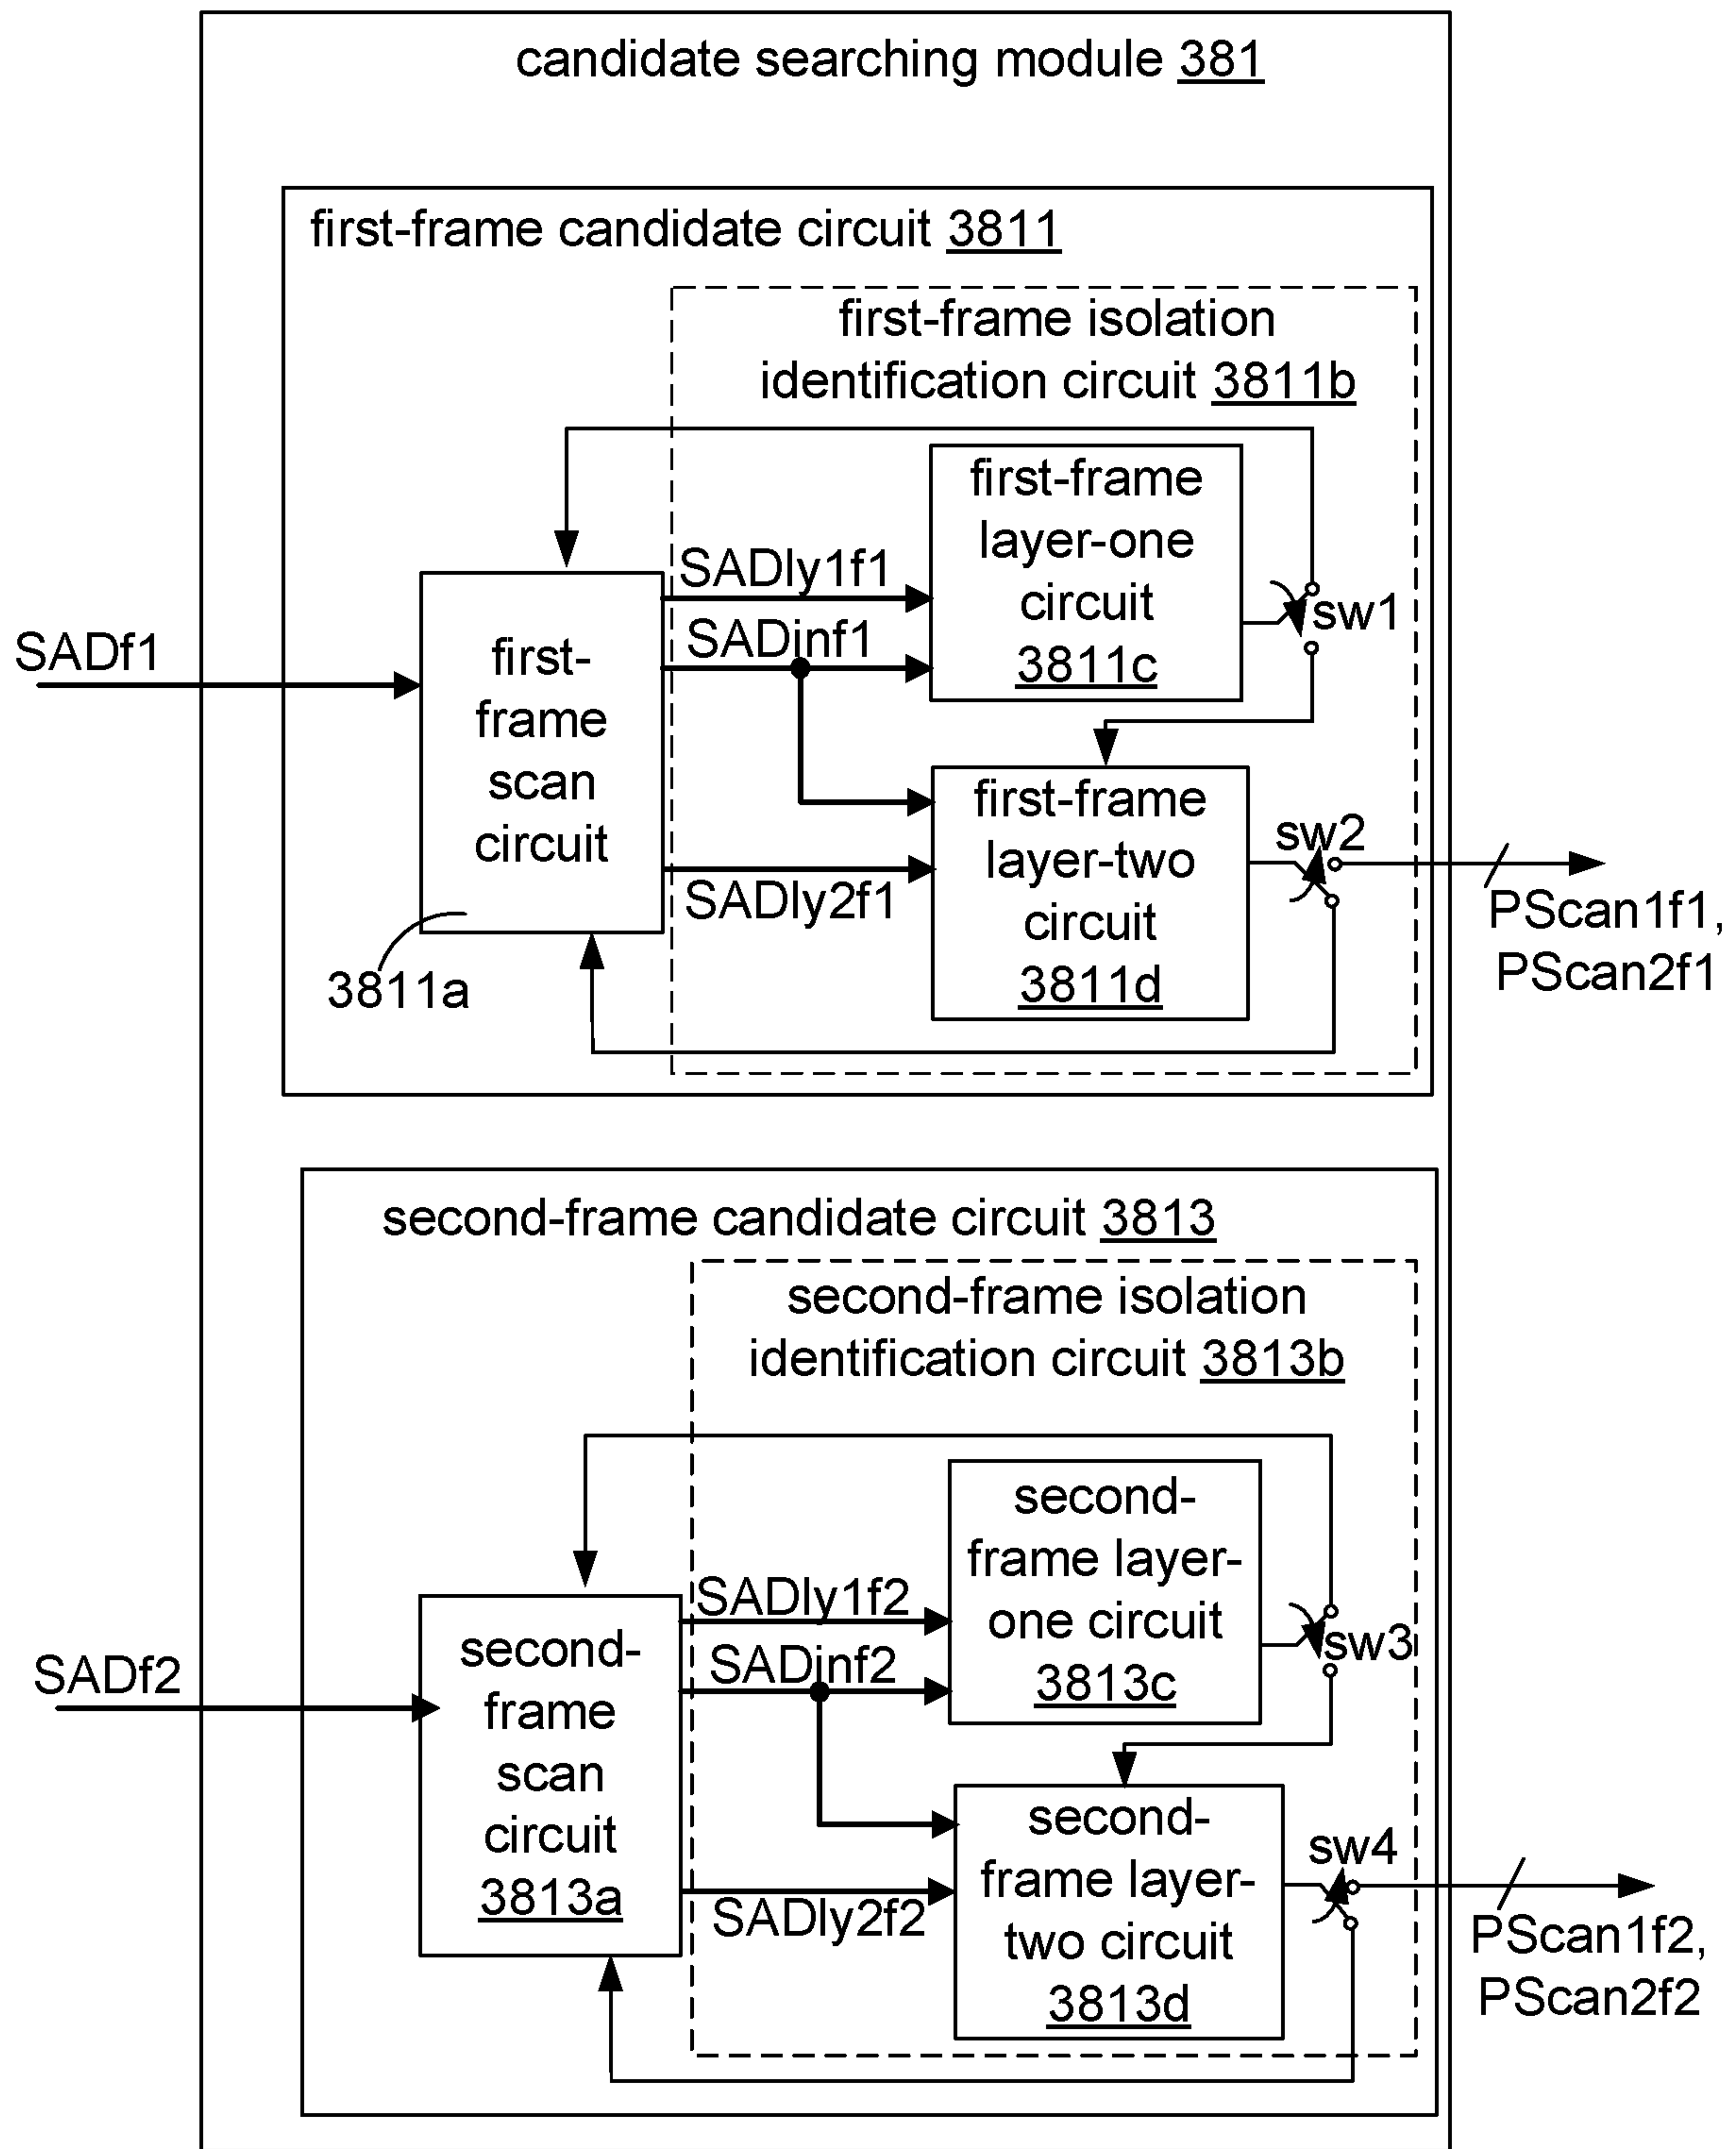 candidate searching module 381
first-frame candidate circuit 3811
first-frame isolation
identification circuit 3811b
first-frame
layer-one
circuit
3811c
SADly1f1
SADinf1
sw1
SADf1
first-
frame
scan
circuit
3811a
first-frame
layer-two
circuit
3811d
SADly2f1
sw2
PScan1f1,
PScan2f1
second-frame candidate circuit 3813
second-frame isolation
identification circuit 3813b
second-
frame layer-
one circuit
3813c
SADly1f2
SADinf2
sw3
SADf2
second-
frame
scan
circuit
3813a
second-
frame layer-
two circuit
3813d
SADly2f2
sw4
PScan1f2,
PScan2f2